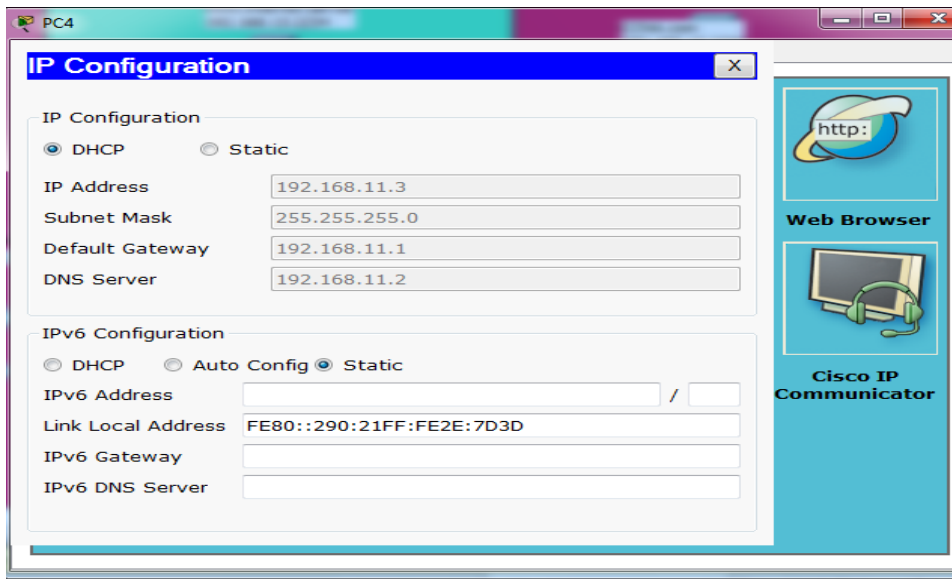 PC4
IP Configuration
X
IP Configuration
DHCP Static
IP Address 192.168.11.3
Subnet Mask 255.255.255.0
Default Gateway 192.168.11.1
DNS Server 192.168.11.2
IPv6 Configuration
DHCP Auto Config Static
IPv6 Address /
Link Local Address FE80::290:21FF:FE2E:7D3D
IPv6 Gateway
IPv6 DNS Server
http:
Web Browser
Cisco IP
Communicator